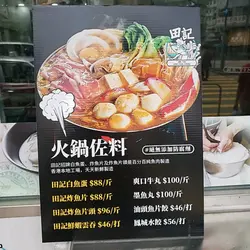 田記
火鍋佐料
#絕無添加防腐劑
田記招牌白魚蛋、炸魚片及炸魚片頭是百分百純魚肉製造
香港本地工場，天天新鮮製造
田記白魚蛋 $88/斤
田記炸魚片 $88/斤
田記炸魚片頭 $96/斤
田記鮮蝦雲吞 $46/打
爽口牛丸 $100/斤
墨魚丸 $100/斤
油鍋魚片餃 $46/打
鳳城水餃 $56/打